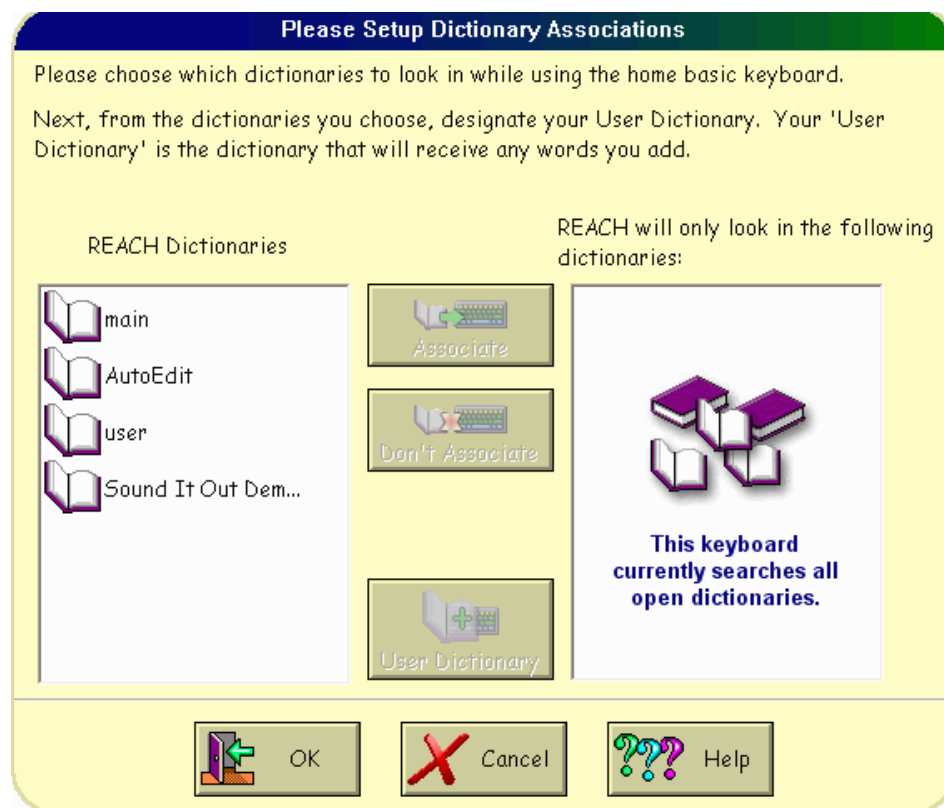 Please Setup Dictionary Associations
Please choose which dictionaries to look in while using the home basic keyboard.
Next, from the dictionaries you choose, designate your User Dictionary. Your 'User
Dictionary' is the dictionary that will receive any words you add.
REACH Dictionaries
REACH will only look in the following
dictionaries:
main
AutoEdit
user
Sound It Out Dem...
Associate
Don't Associate
User Dictionary
This keyboard
currently searches all
open dictionaries.
OK
Cancel
Help